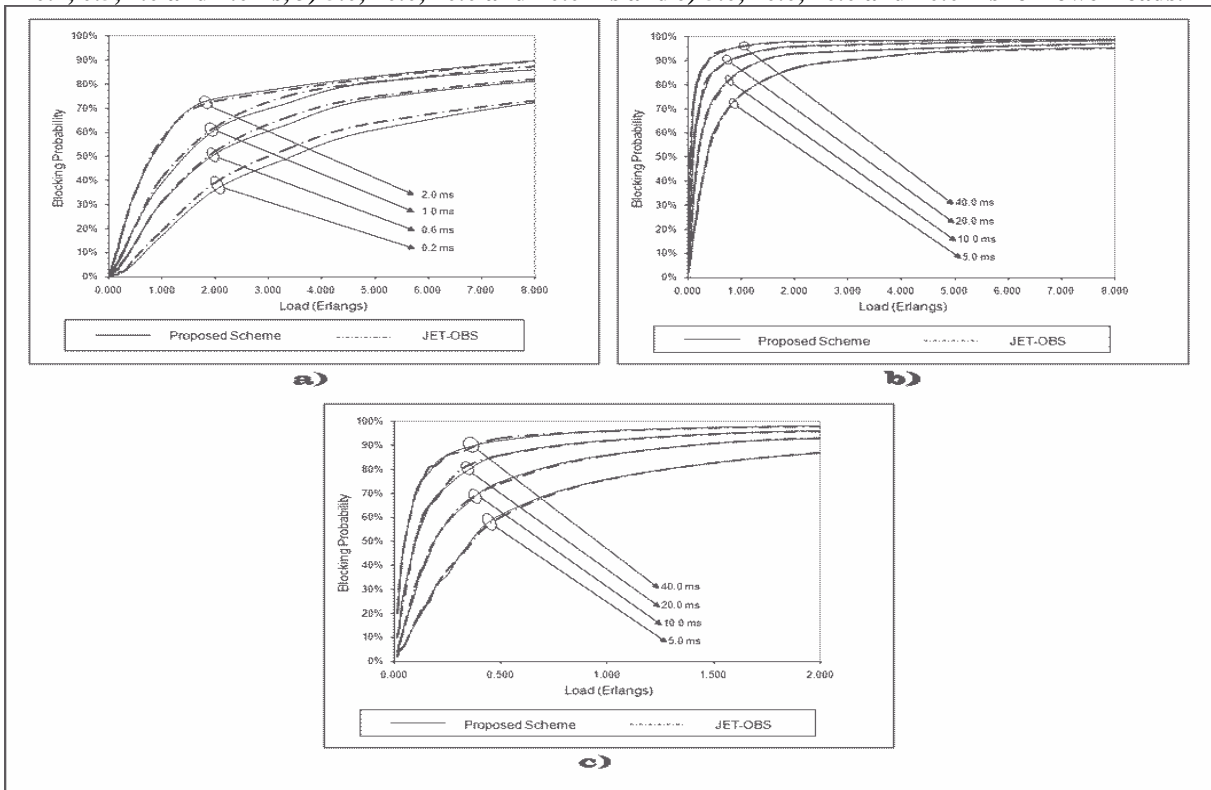 100%
90%
80%
70%
60%
50%
40%
30%
20%
10%
0%
Blocking Probability
2.0 ms
1.0 ms
0.6 ms
0.2 ms
0.000 1.000 2.000 3.000 4.000 5.000 6.000 7.000 8.000
Load (Erlangs)
Proposed Scheme JET-OBS
a)
100%
90%
80%
70%
60%
50%
40%
30%
20%
10%
0%
Blocking Probability
40.0 ms
20.0 ms
10.0 ms
5.0 ms
0.000 1.000 2.000 3.000 4.000 5.000 6.000 7.000 8.000
Load (Erlangs)
Proposed Scheme JET-OBS
b)
100%
90%
80%
70%
60%
50%
40%
30%
20%
10%
0%
Blocking Probability
40.0 ms
20.0 ms
10.0 ms
5.0 ms
0.000 0.500 1.000 1.500 2.000
Load (Erlangs)
Proposed Scheme JET-OBS
c)